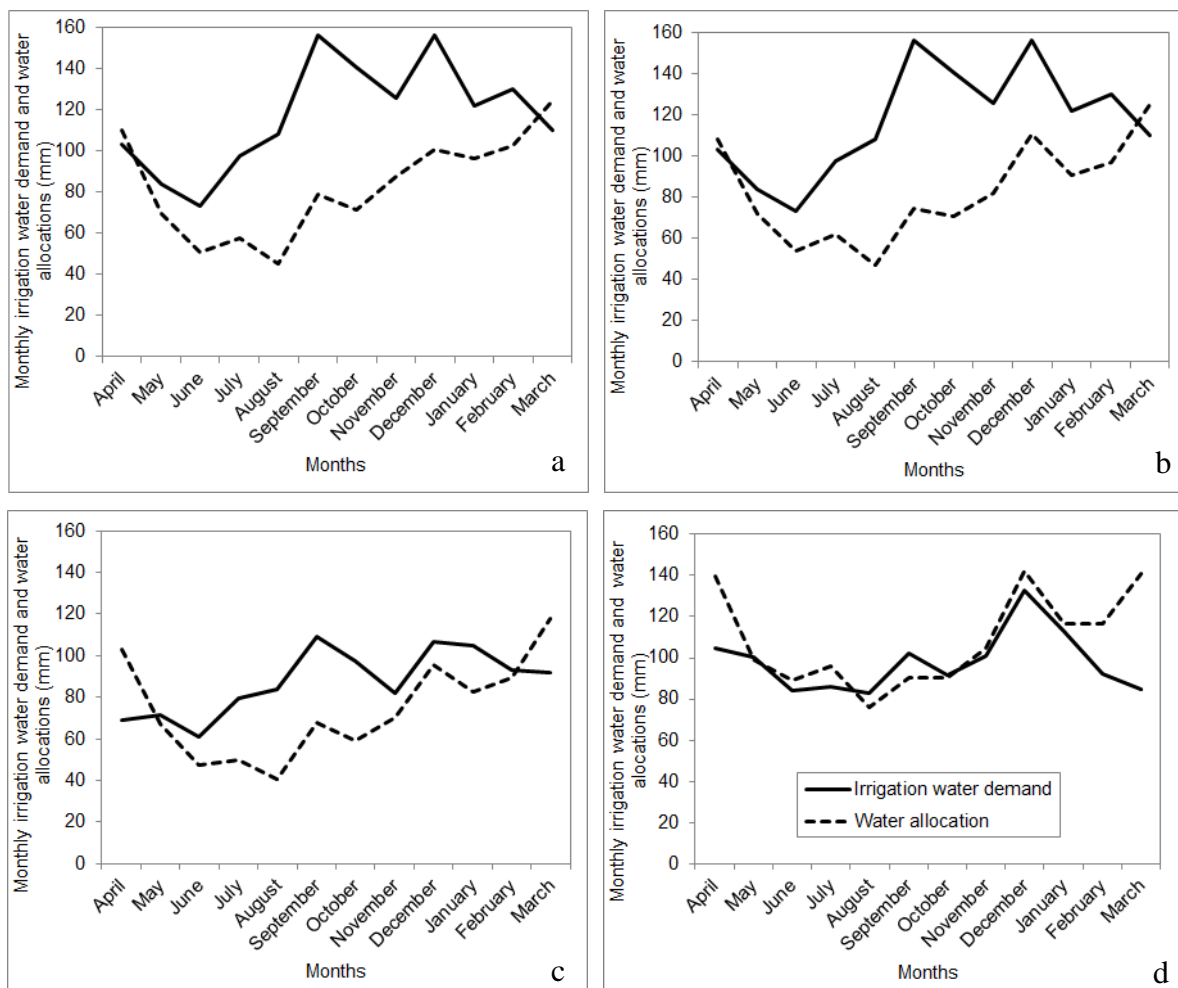 Monthly irrigation water demand and water
allocations (mm)
160
140
120
100
80
60
40
20
0
April
May
June
July
August
September
October
November
December
January
February
March
Months
a
Monthly irrigation water demand and water
allocations (mm)
160
140
120
100
80
60
40
20
0
April
May
June
July
August
September
October
November
December
January
February
March
Months
b
Monthly irrigation water demand and water
allocations (mm)
160
140
120
100
80
60
40
20
0
April
May
June
July
August
September
October
November
December
January
February
March
Months
c
Monthly irrigation water demand and water
alocations (mm)
160
140
120
100
80
60
40
20
0
Irrigation water demand
Water allocation
April
May
June
July
August
September
October
November
December
January
February
March
Months
d